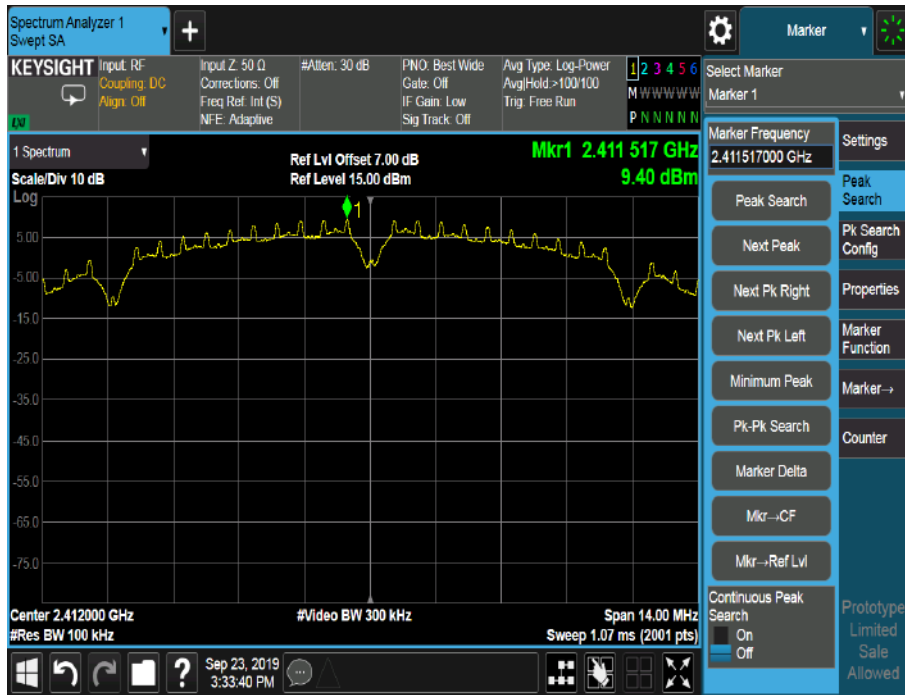 Spectrum Analyzer 1
Swept SA
+
Marker
KEYSIGHT
Input: RF
Coupling: DC
Align: Off
Input Z: 50 Ω
Corrections: Off
Freq Ref: Int (S)
NFE: Adaptive
#Atten: 30 dB
PNO: Best Wide
Gate: Off
IF Gain: Low
Sig Track: Off
Avg Type: Log-Power
Avg|Hold:>100/100
Trig: Free Run
1 2 3 4 5 6
M W W W W W
P N N N N N
LXI
Select Marker
Marker 1
1 Spectrum
Scale/Div 10 dB
Ref Lvl Offset 7.00 dB
Ref Level 15.00 dBm
Mkr1 2.411 517 GHz
9.40 dBm
Log
1
5.00
-5.00
-15.0
-25.0
-35.0
-45.0
-55.0
-65.0
-75.0
Center 2.412000 GHz
#Res BW 100 kHz
#Video BW 300 kHz
Span 14.00 MHz
Sweep 1.07 ms (2001 pts)
Marker Frequency
2.411517000 GHz
Peak Search
Next Peak
Next Pk Right
Next Pk Left
Minimum Peak
Pk-Pk Search
Marker Delta
Mkr→CF
Mkr→Ref Lvl
Continuous Peak
Search
On
Off
Settings
Peak
Search
Pk Search
Config
Properties
Marker
Function
Marker→
Counter
Prototype
Limited
Sale
Allowed
?
Sep 23, 2019
3:33:40 PM